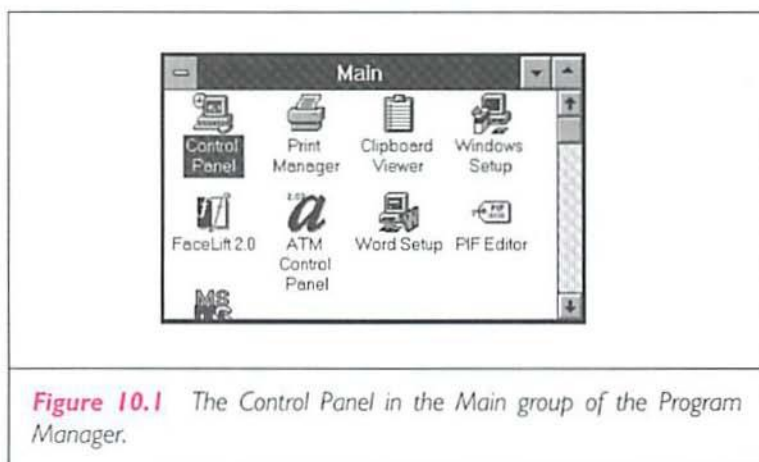 Main
Control Print Clipboard Windows
Panel Manager Viewer Setup
FaceLift 2.0 ATM Word Setup PIF Editor
Control
Panel
MS
Figure 10.1 The Control Panel in the Main group of the Program
Manager.